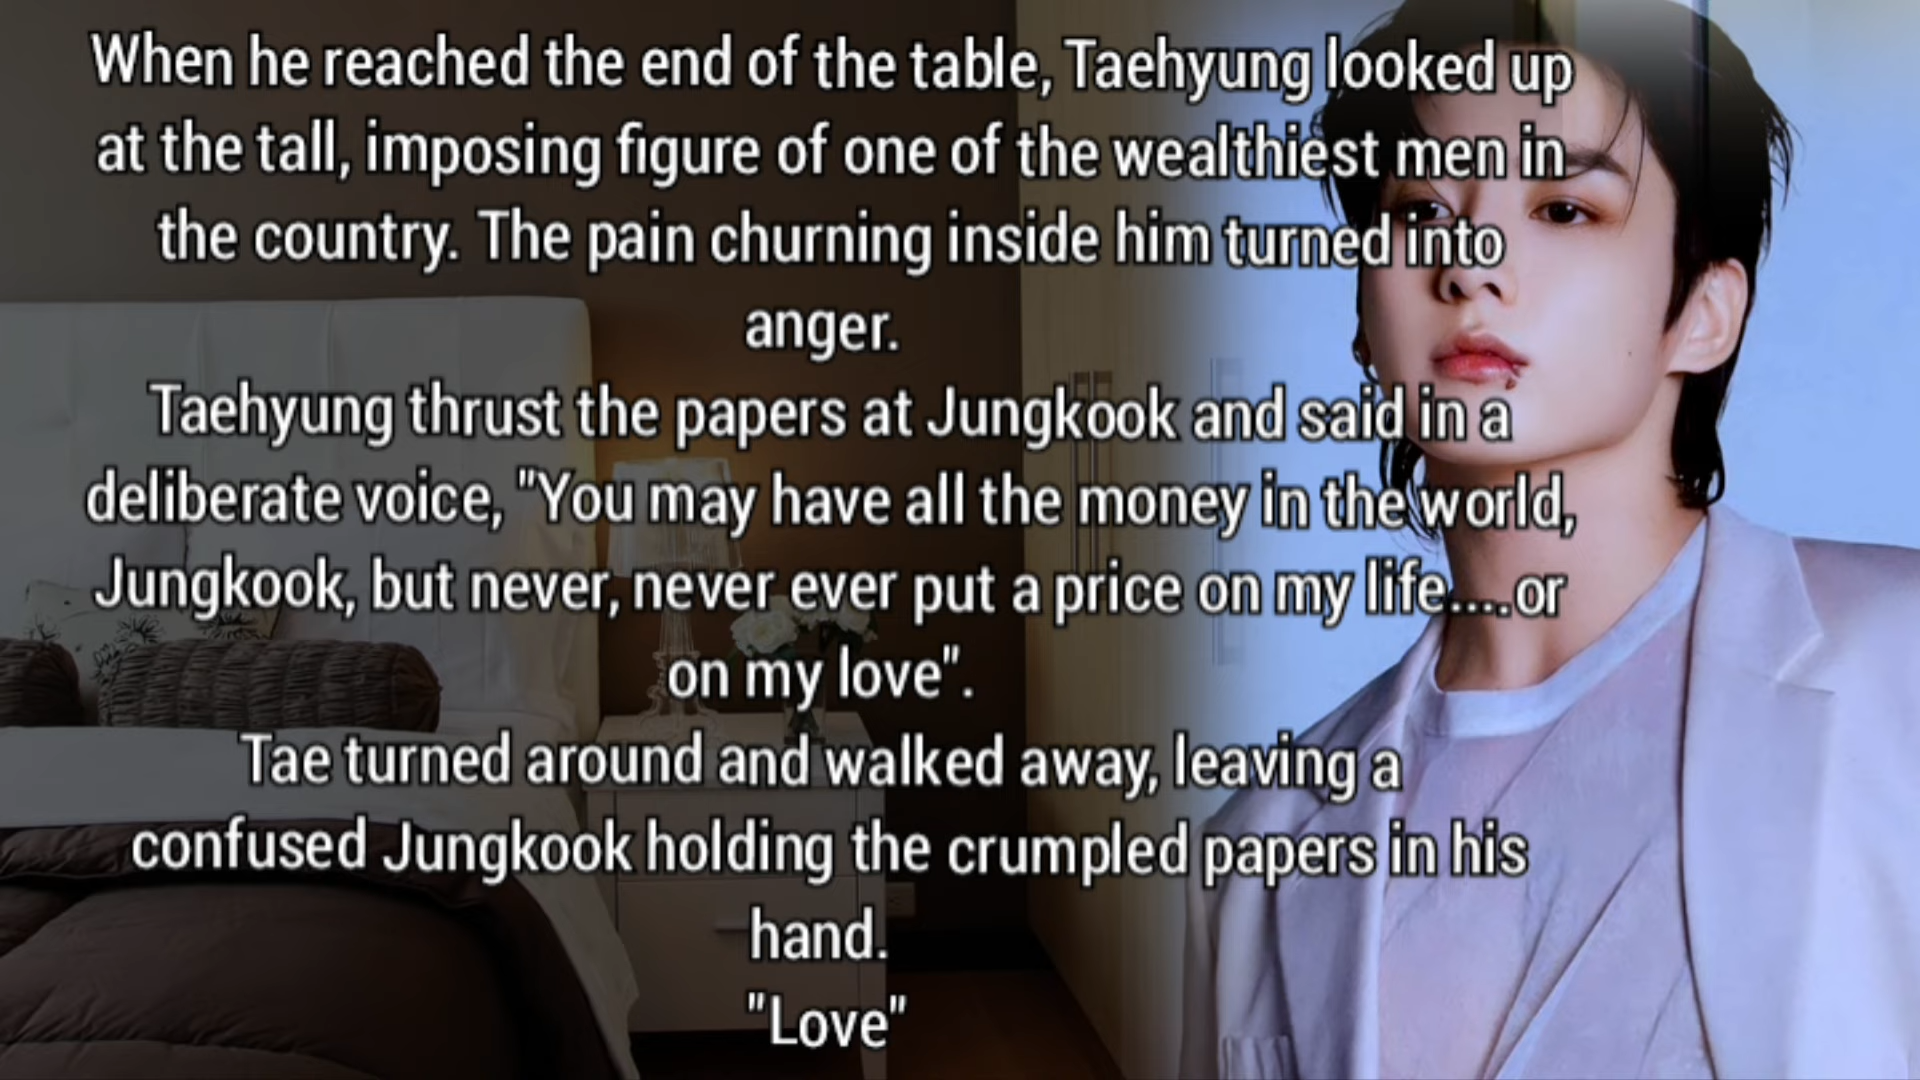 When he reached the end of the table, Taehyung looked up
at the tall, imposing figure of one of the wealthiest men in
the country. The pain churning inside him turned into
anger.
Taehyung thrust the papers at Jungkook and said in a
deliberate voice, "You may have all the money in the world,
Jungkook, but never, never ever put a price on my life....or
on my love".
Tae turned around and walked away, leaving a
confused Jungkook holding the crumpled papers in his
hand.
"Love"